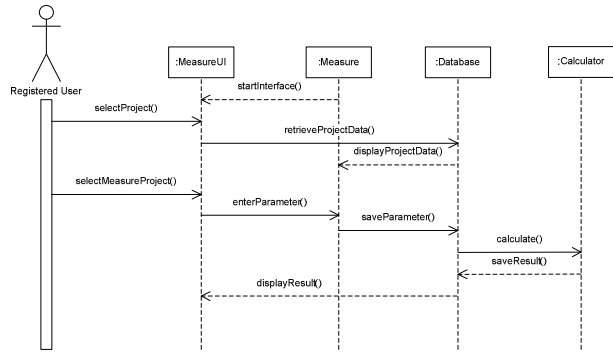 :MeasureUI
:Measure
:Database
:Calculator
Registered User
startInterface()
selectProject()
retrieveProjectData()
displayProjectData()
selectMeasureProject()
enterParameter()
saveParameter()
calculate()
saveResult()
displayResult()